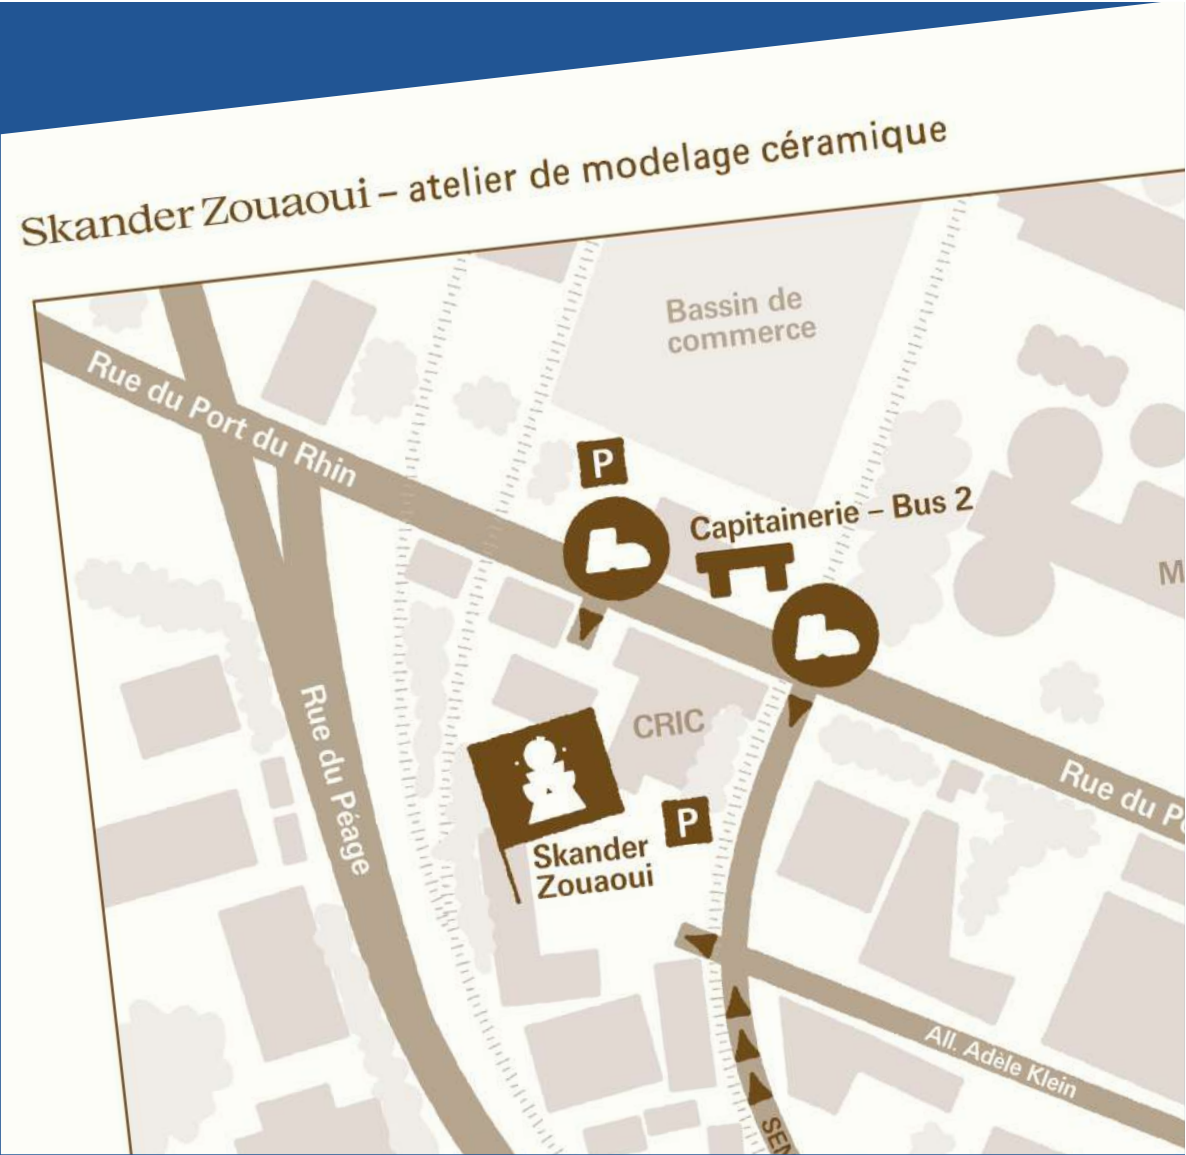 Skander Zouaoui – atelier de modelage céramique
Bassin de
commerce
Rue du Port du Rhin
P
Capitainerie – Bus 2
M
CRIC
Rue du Péage
Rue du P
P
Skander
Zouaoui
All. Adèle Klein
SEN